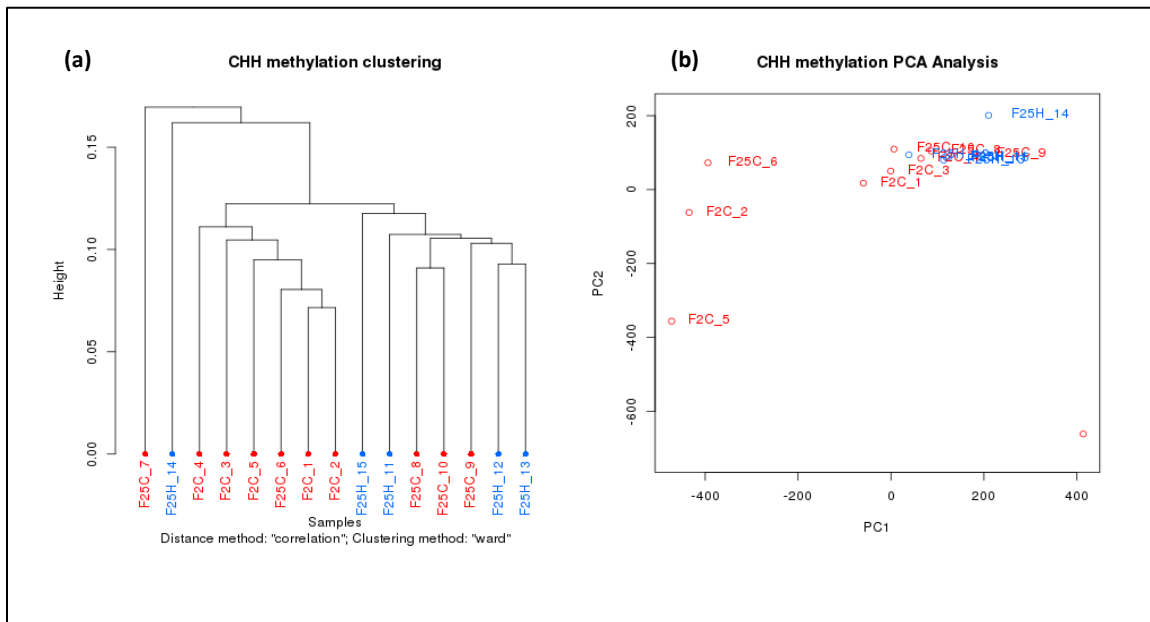 (a)
CHH methylation clustering
Height
0.00
0.05
0.10
0.15
F25C_7
F25H_14
F2C_4
F2C_3
F2C_5
F25C_6
F2C_1
F2C_2
F25H_15
F25H_11
F25C_8
F25C_10
F25C_9
F25H_12
F25H_13
Samples
Distance method: "correlation"; Clustering method: "ward"
(b)
CHH methylation PCA Analysis
PC2
200
0
-200
-400
-600
F25H_14
F25C_9
F25C_6
F2C_3
F2C_1
F2C_2
F2C_5
-400
-200
0
200
400
PC1